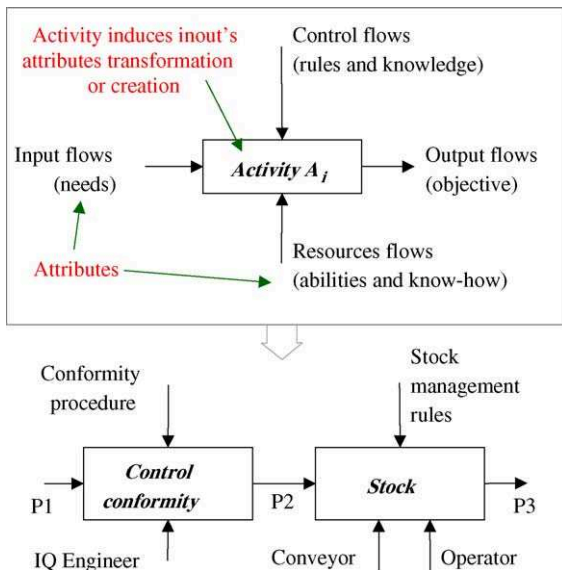 Activity induces inout's
attributes transformation
or creation
Control flows
(rules and knowledge)
Input flows
(needs)
Activity A i
Output flows
(objective)
Attributes
Resources flows
(abilities and know-how)
Conformity
procedure
Stock
management
rules
Control
conformity
Stock
P1
P2
P3
IQ Engineer
Conveyor
Operator